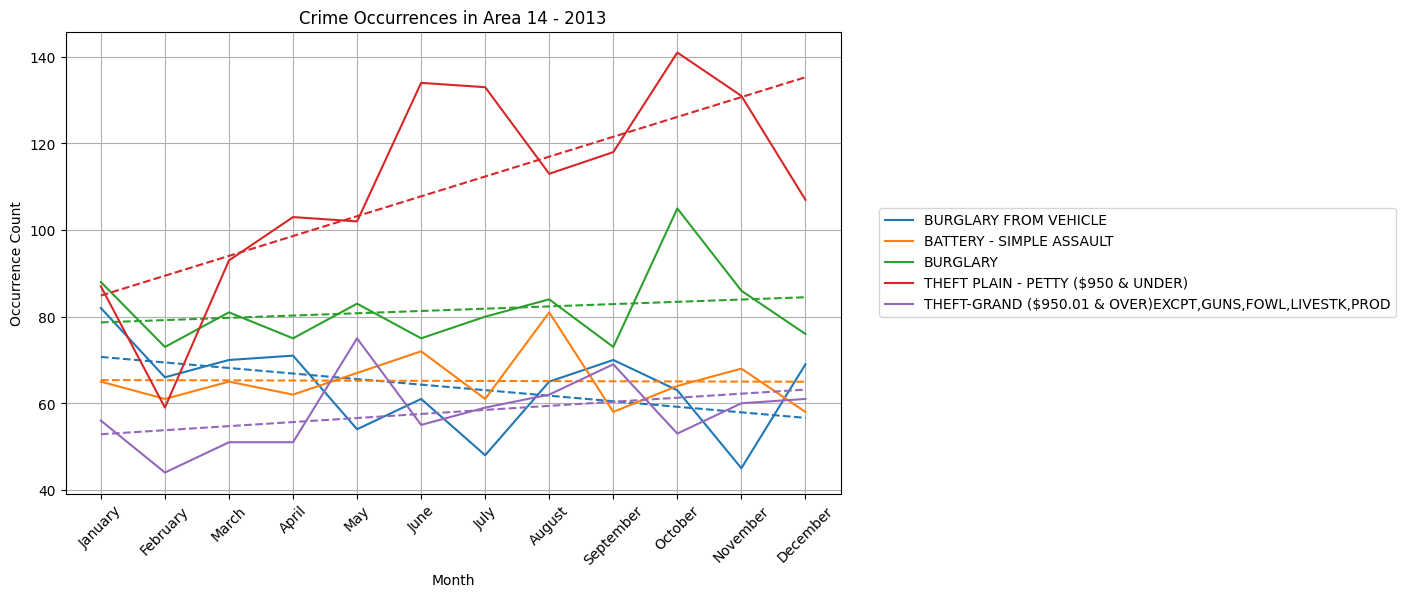 Crime Occurrences in Area 14 - 2013
Occurrence Count
140
120
100
80
60
40
January
February
March
April
May
June
July
August
September
October
November
December
Month
BURGLARY FROM VEHICLE
BATTERY - SIMPLE ASSAULT
BURGLARY
THEFT PLAIN - PETTY ($950 & UNDER)
THEFT-GRAND ($950.01 & OVER)EXCPT,GUNS,FOWL,LIVESTK,PROD